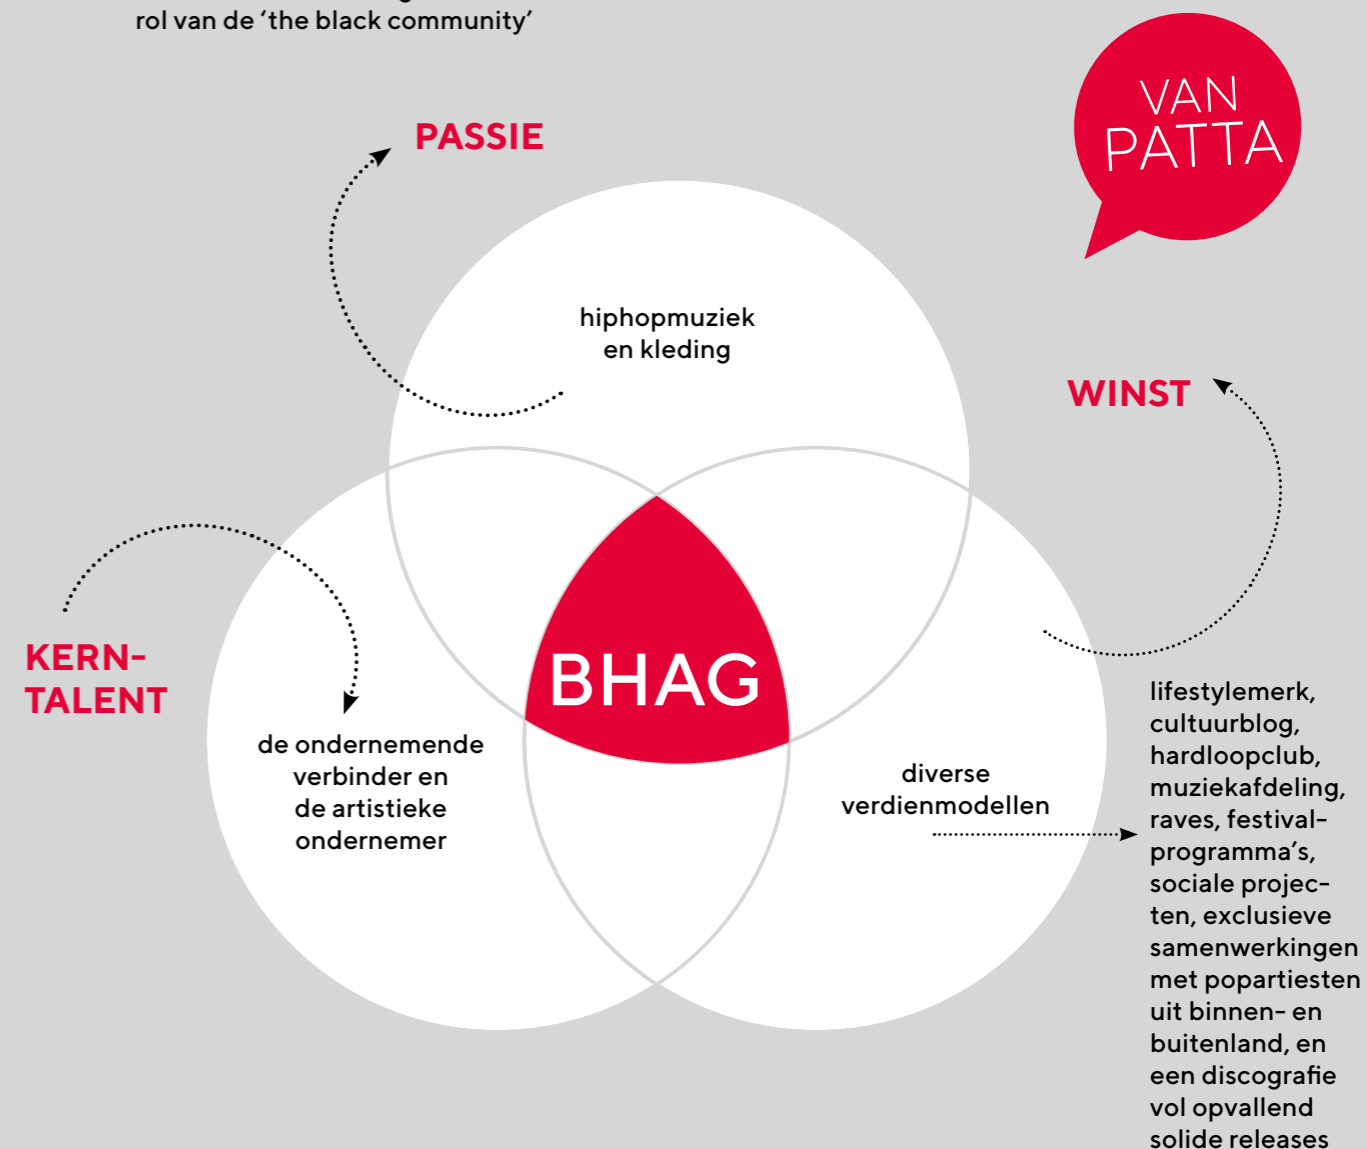 rol van de ‘the black community’
VAN
PATTA
PASSIE
hiphopmuziek
en kleding
WINST
KERN-
TALENT
BHAG
de ondernemende
verbinder en
de artistieke
ondernemer
diverse
verdienmodellen
lifestylemerk,
cultuurblog,
hardloopclub,
muziekafdeling,
raves, festival-
programma’s,
sociale projec-
ten, exclusieve
samenwerkingen
met popartiesten
uit binnen- en
buitenland, en
een discografie
vol opvallend
solide releases